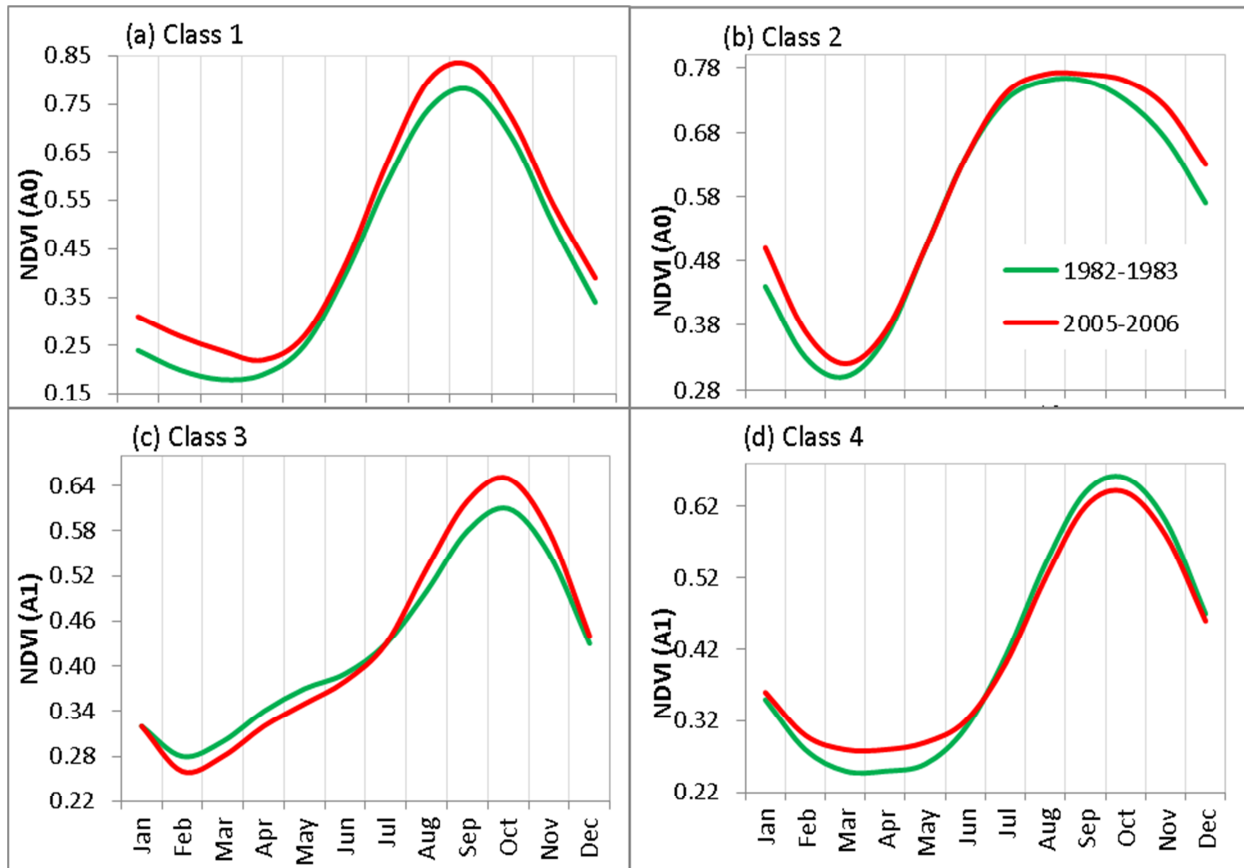 (a) Class 1
NDVI (A0)
0.85
0.75
0.65
0.55
0.45
0.35
0.25
0.15
(b) Class 2
NDVI (A0)
0.78
0.68
0.48
0.38
0.28
1982-1983
2005-2006
(c) Class 3
NDVI (A1)
0.64
0.58
0.52
0.46
0.40
0.34
0.28
0.22
Jan
Feb
Mar
Apr
May
Jun
Jul
Aug
Sep
Oct
Nov
Dec
(d) Class 4
NDVI (A1)
0.62
0.52
0.42
0.32
0.22
Jan
Feb
Mar
Apr
May
Jun
Jul
Aug
Sep
Oct
Nov
Dec